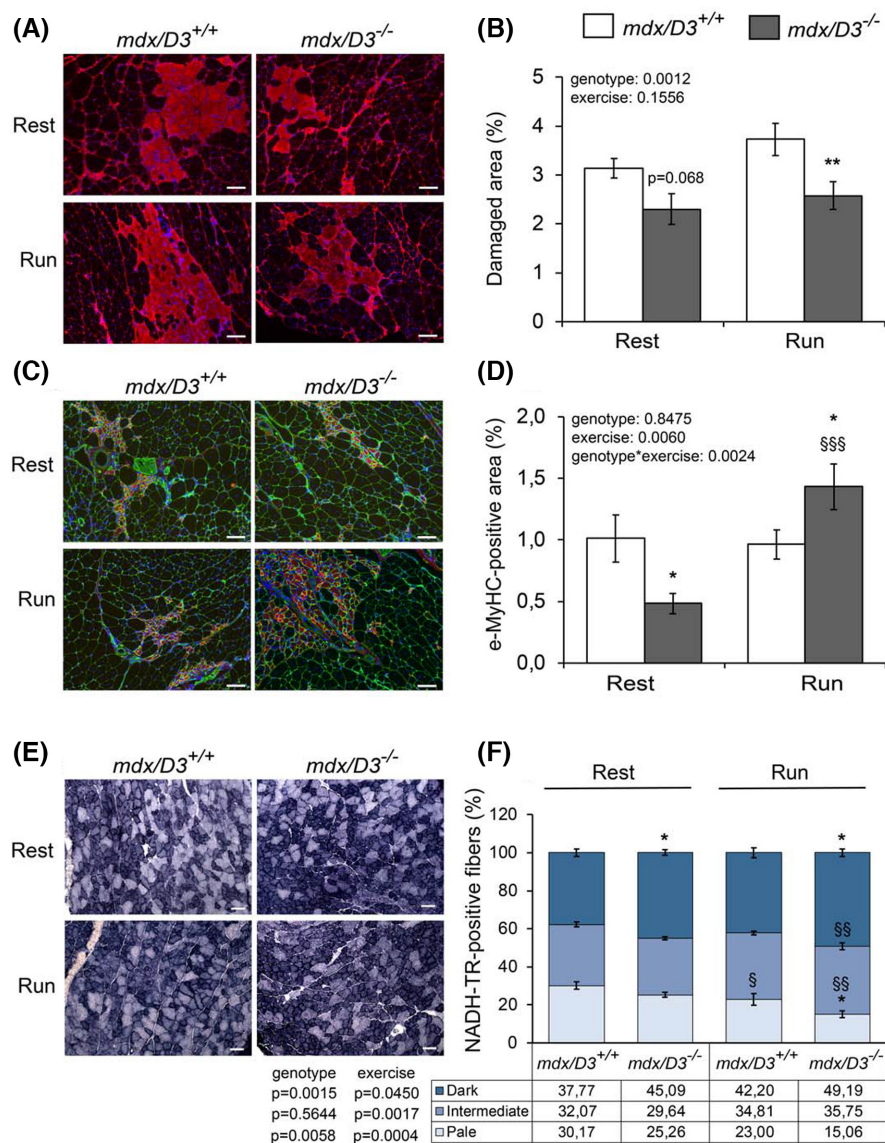 (A)
mdx/D3+/+ mdx/D3-/-
Rest
Run
(B)
mdx/D3+/+ mdx/D3-/-
genotype: 0.0012
exercise: 0.1556
Damaged area (%)
5
4
3
2
1
0
p=0.068
**
Rest Run
(C)
mdx/D3+/+ mdx/D3-/-
Rest
Run
(D)
genotype: 0.8475
exercise: 0.0060
genotype*exercise: 0.0024
e-MyHC-positive area (%)
2,0
1,5
1,0
0,5
0,0
*
*
§§§
Rest Run
(E)
mdx/D3+/+ mdx/D3-/-
Rest
Run
(F)
Rest Run
NADH-TR-positive fibers (%)
120
100
80
60
40
20
0
* *
§§
§ §§
*
mdx/D3+/+ mdx/D3-/- mdx/D3+/+ mdx/D3-/-
genotype exercise
p=0.0015 p=0.0450 Dark 37,77 45,09 42,20 49,19
p=0.5644 p=0.0017 Intermediate 32,07 29,64 34,81 35,75
p=0.0058 p=0.0004 Pale 30,17 25,26 23,00 15,06